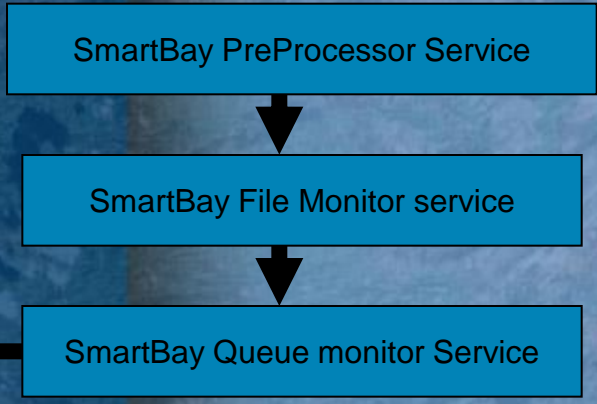 SmartBay PreProcessor Service
SmartBay File Monitor service
SmartBay Queue monitor Service